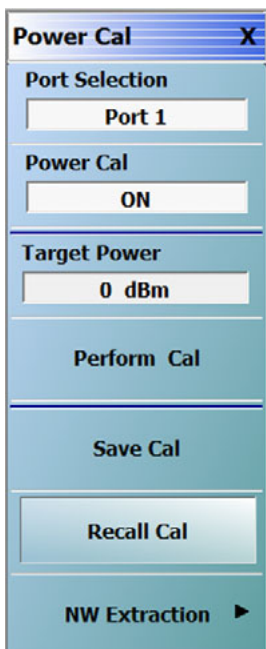 Power Cal X
Port Selection
Port 1
Power Cal
ON
Target Power
0 dBm
Perform Cal
Save Cal
Recall Cal
NW Extraction